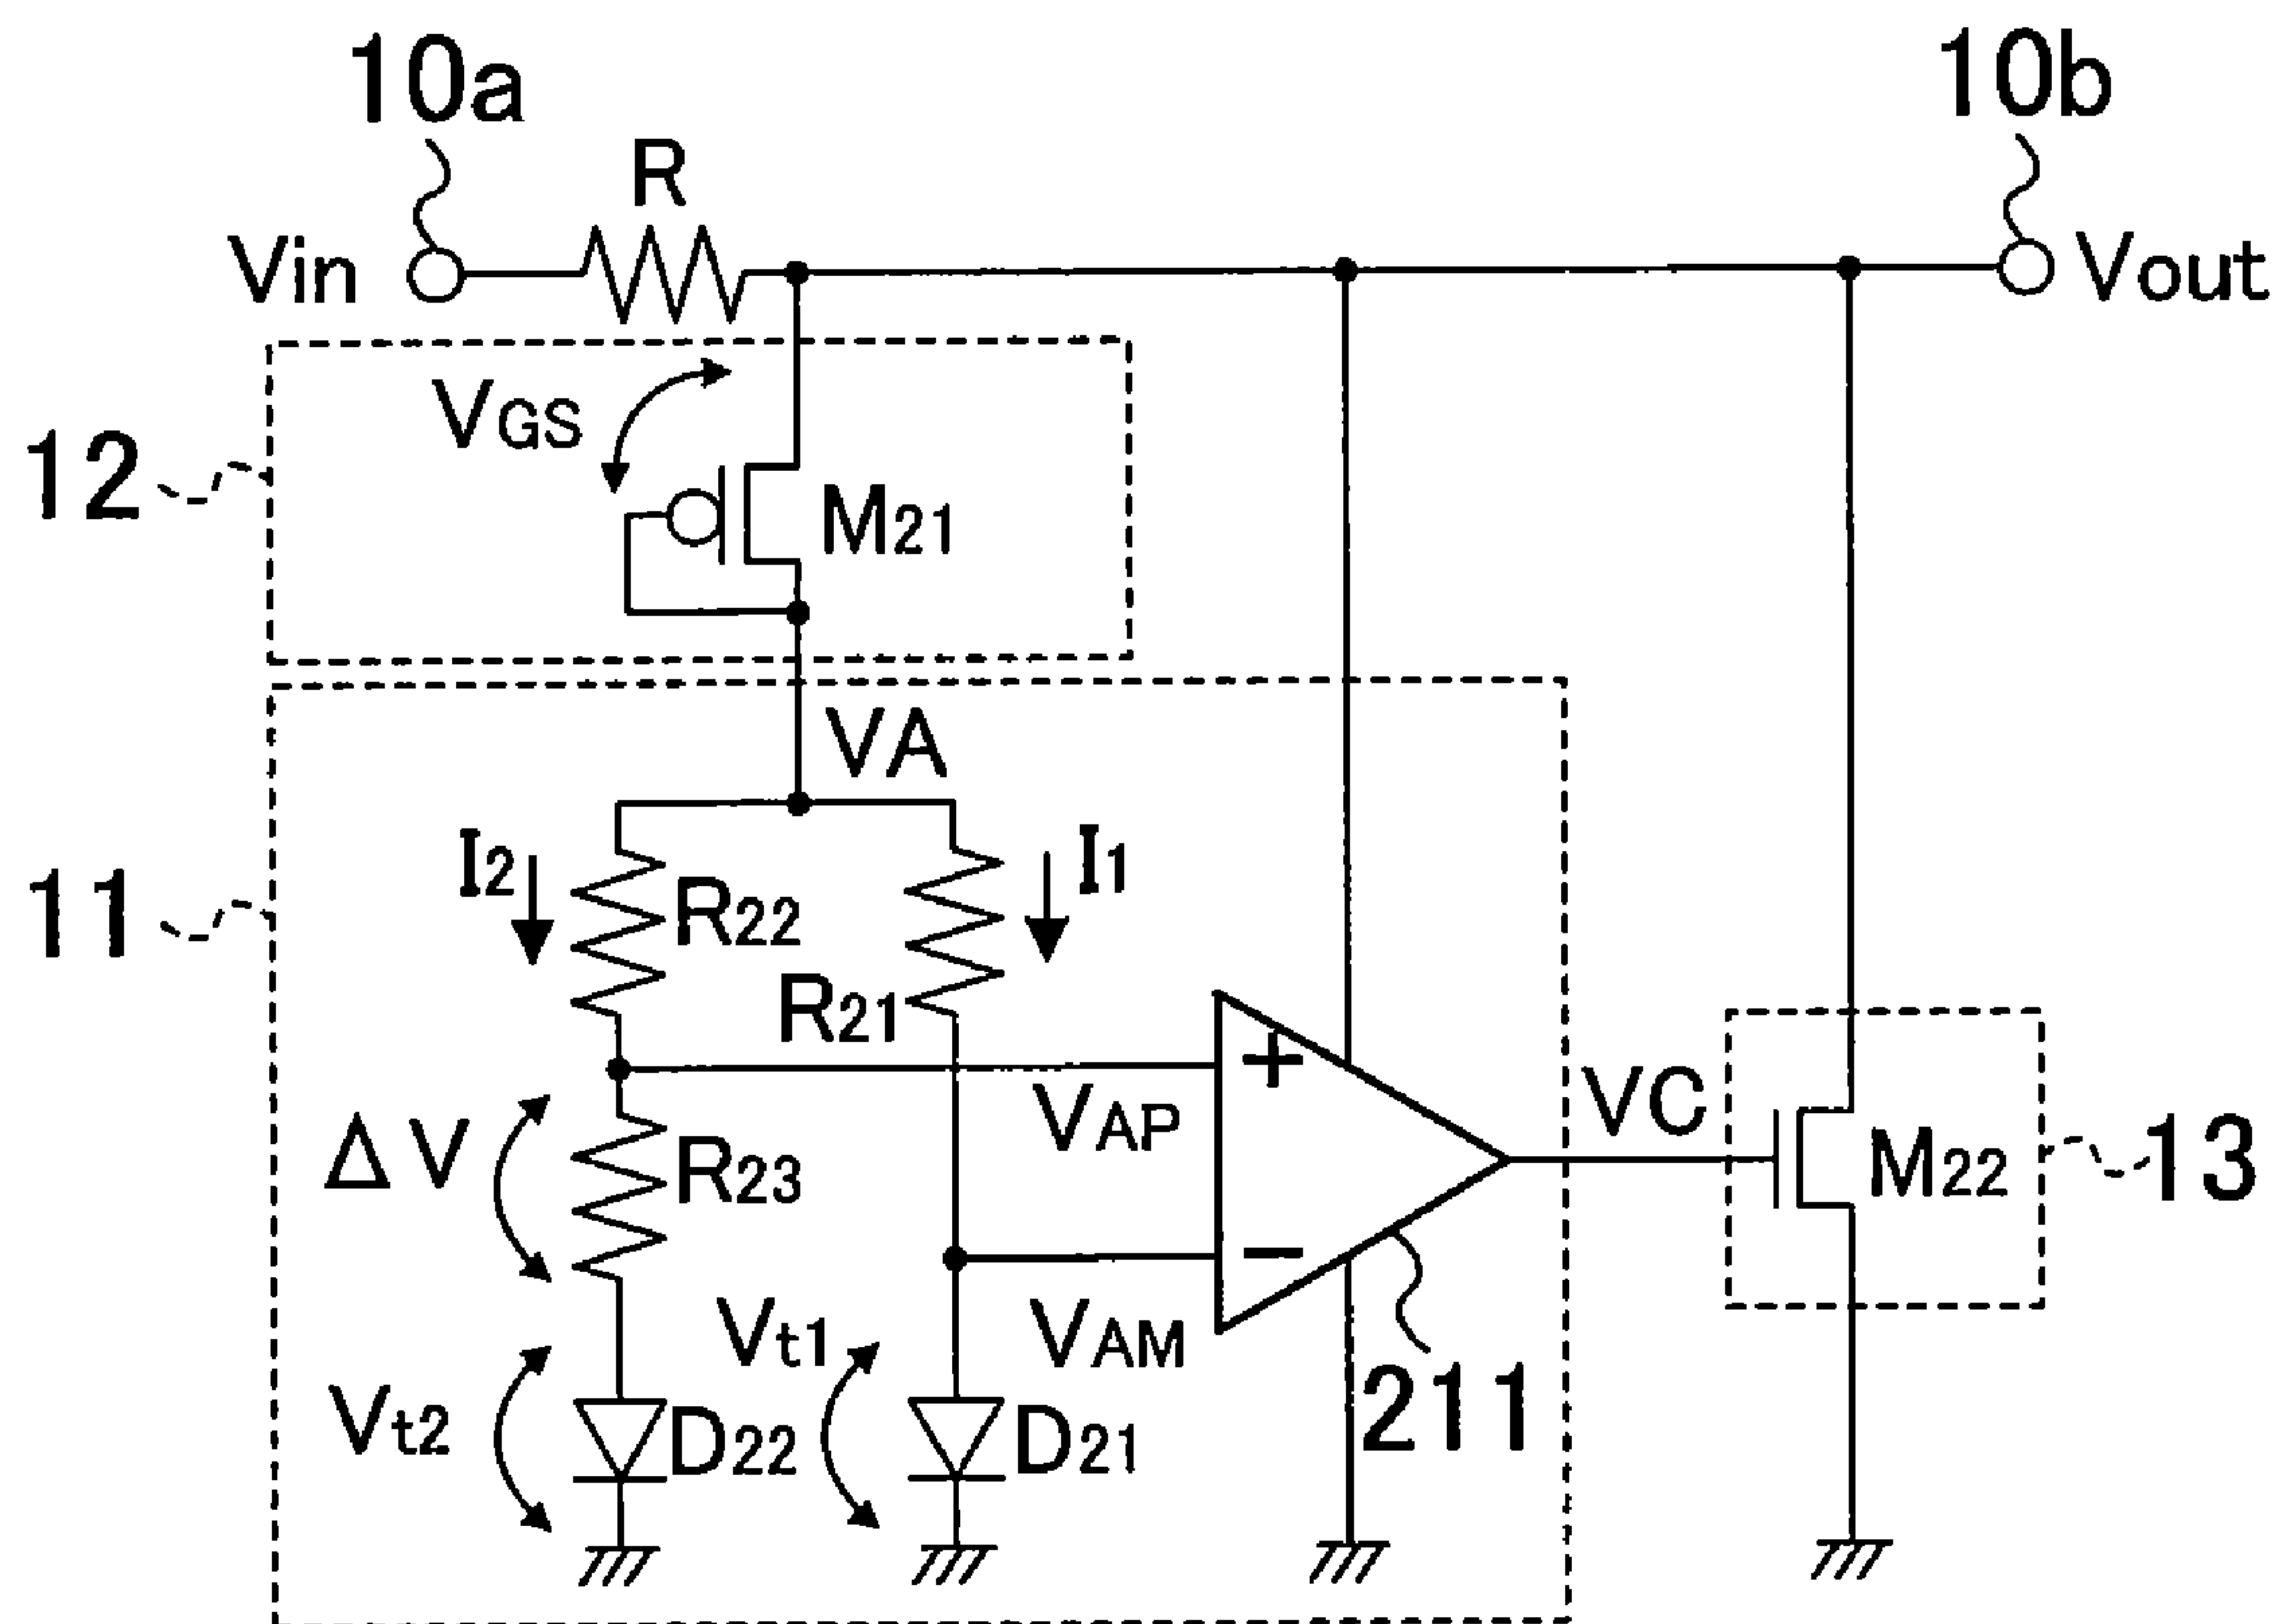 10a
10b
R
Vin
Vout
VGS
12
M21
VA
I2
I1
11
R22
R21
+
VAP
VC
ΔV
R23
M22
13
−
Vt1
VAM
Vt2
D22
D21
211